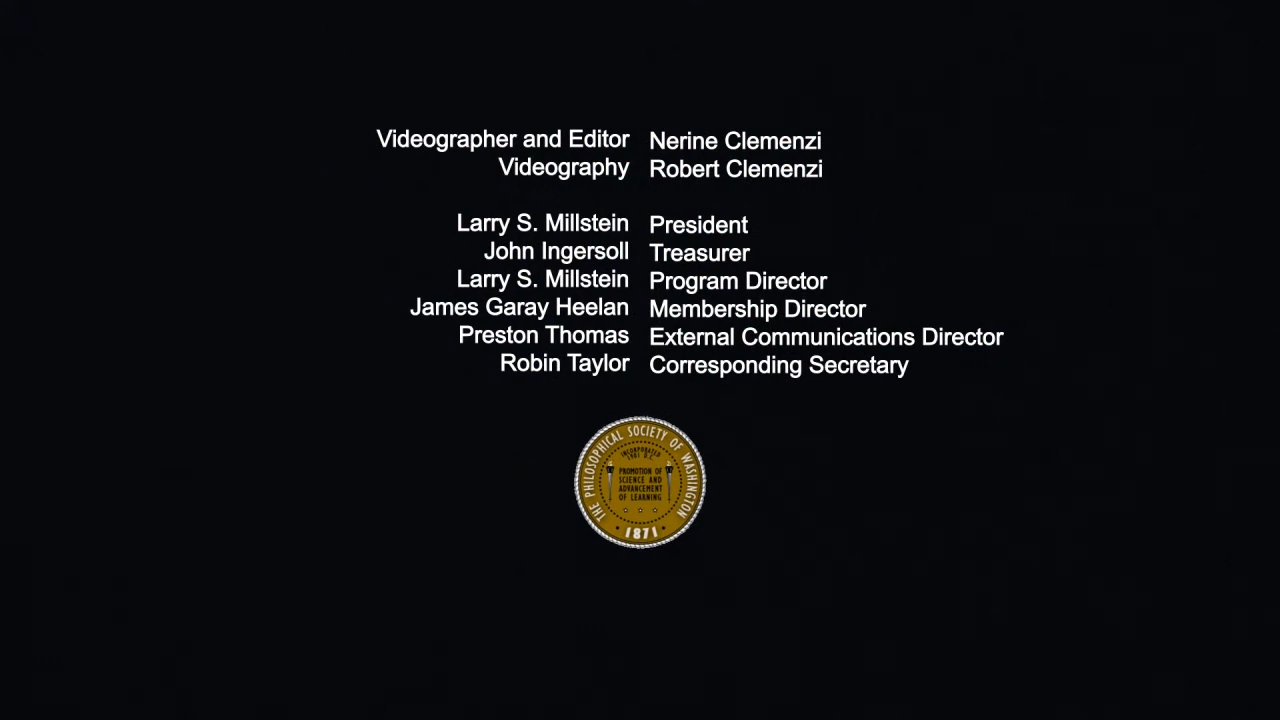 Videographer and Editor Nerine Clemenzi
Videography Robert Clemenzi
Larry S. Millstein President
John Ingersoll Treasurer
Larry S. Millstein Program Director
James Garay Heelan Membership Director
Preston Thomas External Communications Director
Robin Taylor Corresponding Secretary
THE PHILOSOPHICAL SOCIETY OF WASHINGTON
INCORPORATED
1901 D.C.
PROMOTION OF
SCIENCE AND
ADVANCEMENT
OF LEARNING
1871